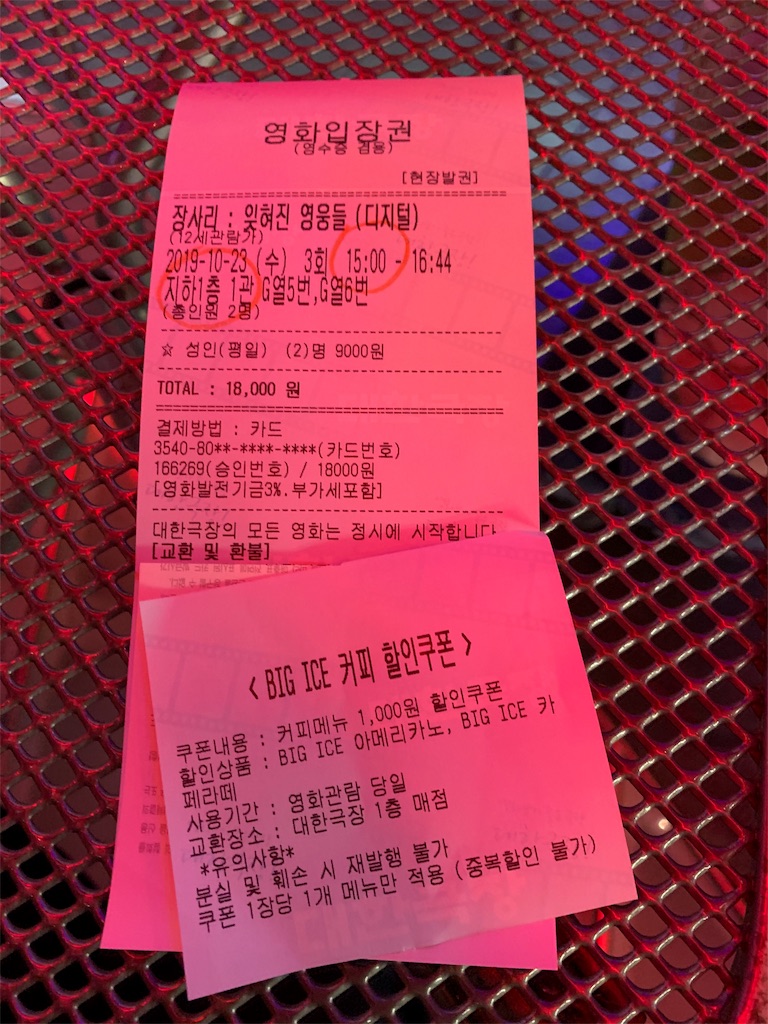 영화입장권
(영수증 겸용)
[현장발권]
장사리 : 잊혀진 영웅들 (디지털)
(12세관람가)
2019-10-23 (수) 3회 15:00 - 16:44
지하1층 1관 G열5번,G열6번
(총인원 2명)
☆ 성인(평일) (2)명 9000원
TOTAL : 18,000 원
결제방법 : 카드
3540-80**-****-****(카드번호)
166269(승인번호) / 18000원
[영화발전기금3%.부가세포함]
대한극장의 모든 영화는 정시에 시작합니다
[교환 및 환불]
< BIG ICE 커피 할인쿠폰 >
쿠폰내용 : 커피메뉴 1,000원 할인쿠폰
할인상품 : BIG ICE 아메리카노, BIG ICE 카
페라떼
사용기간 : 영화관람 당일
교환장소 : 대한극장 1층 매점
*유의사항*
분실 및 훼손 시 재발행 불가
쿠폰 1장당 1개 메뉴만 적용 (중복할인 불가)